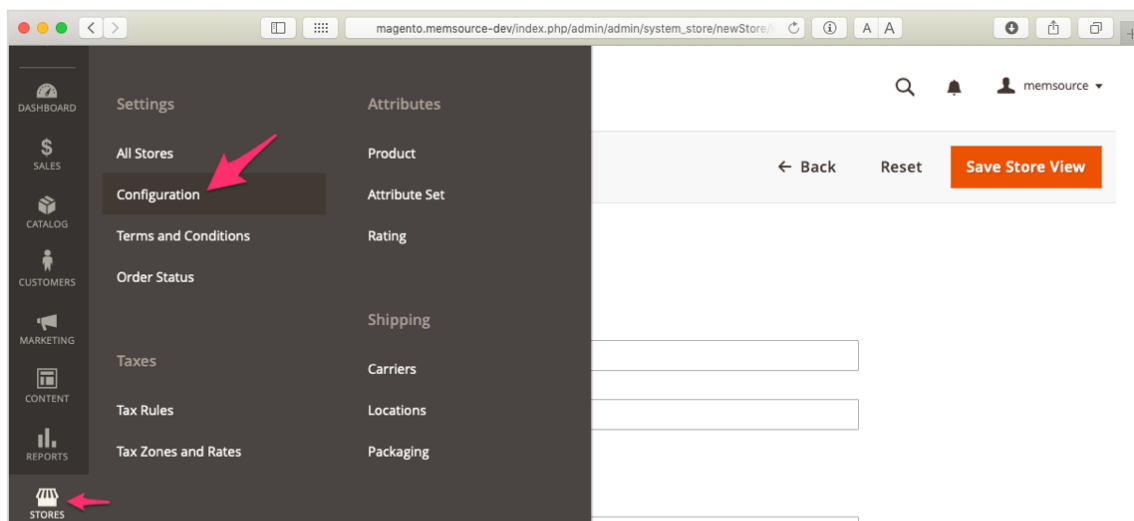 magento.memsource-dev/index.php/admin/admin/system_store/newStore/
A A
DASHBOARD
SALES
CATALOG
CUSTOMERS
MARKETING
CONTENT
REPORTS
STORES
Settings
All Stores
Configuration
Terms and Conditions
Order Status
Taxes
Tax Rules
Tax Zones and Rates
Attributes
Product
Attribute Set
Rating
Shipping
Carriers
Locations
Packaging
memsource
Back
Reset
Save Store View